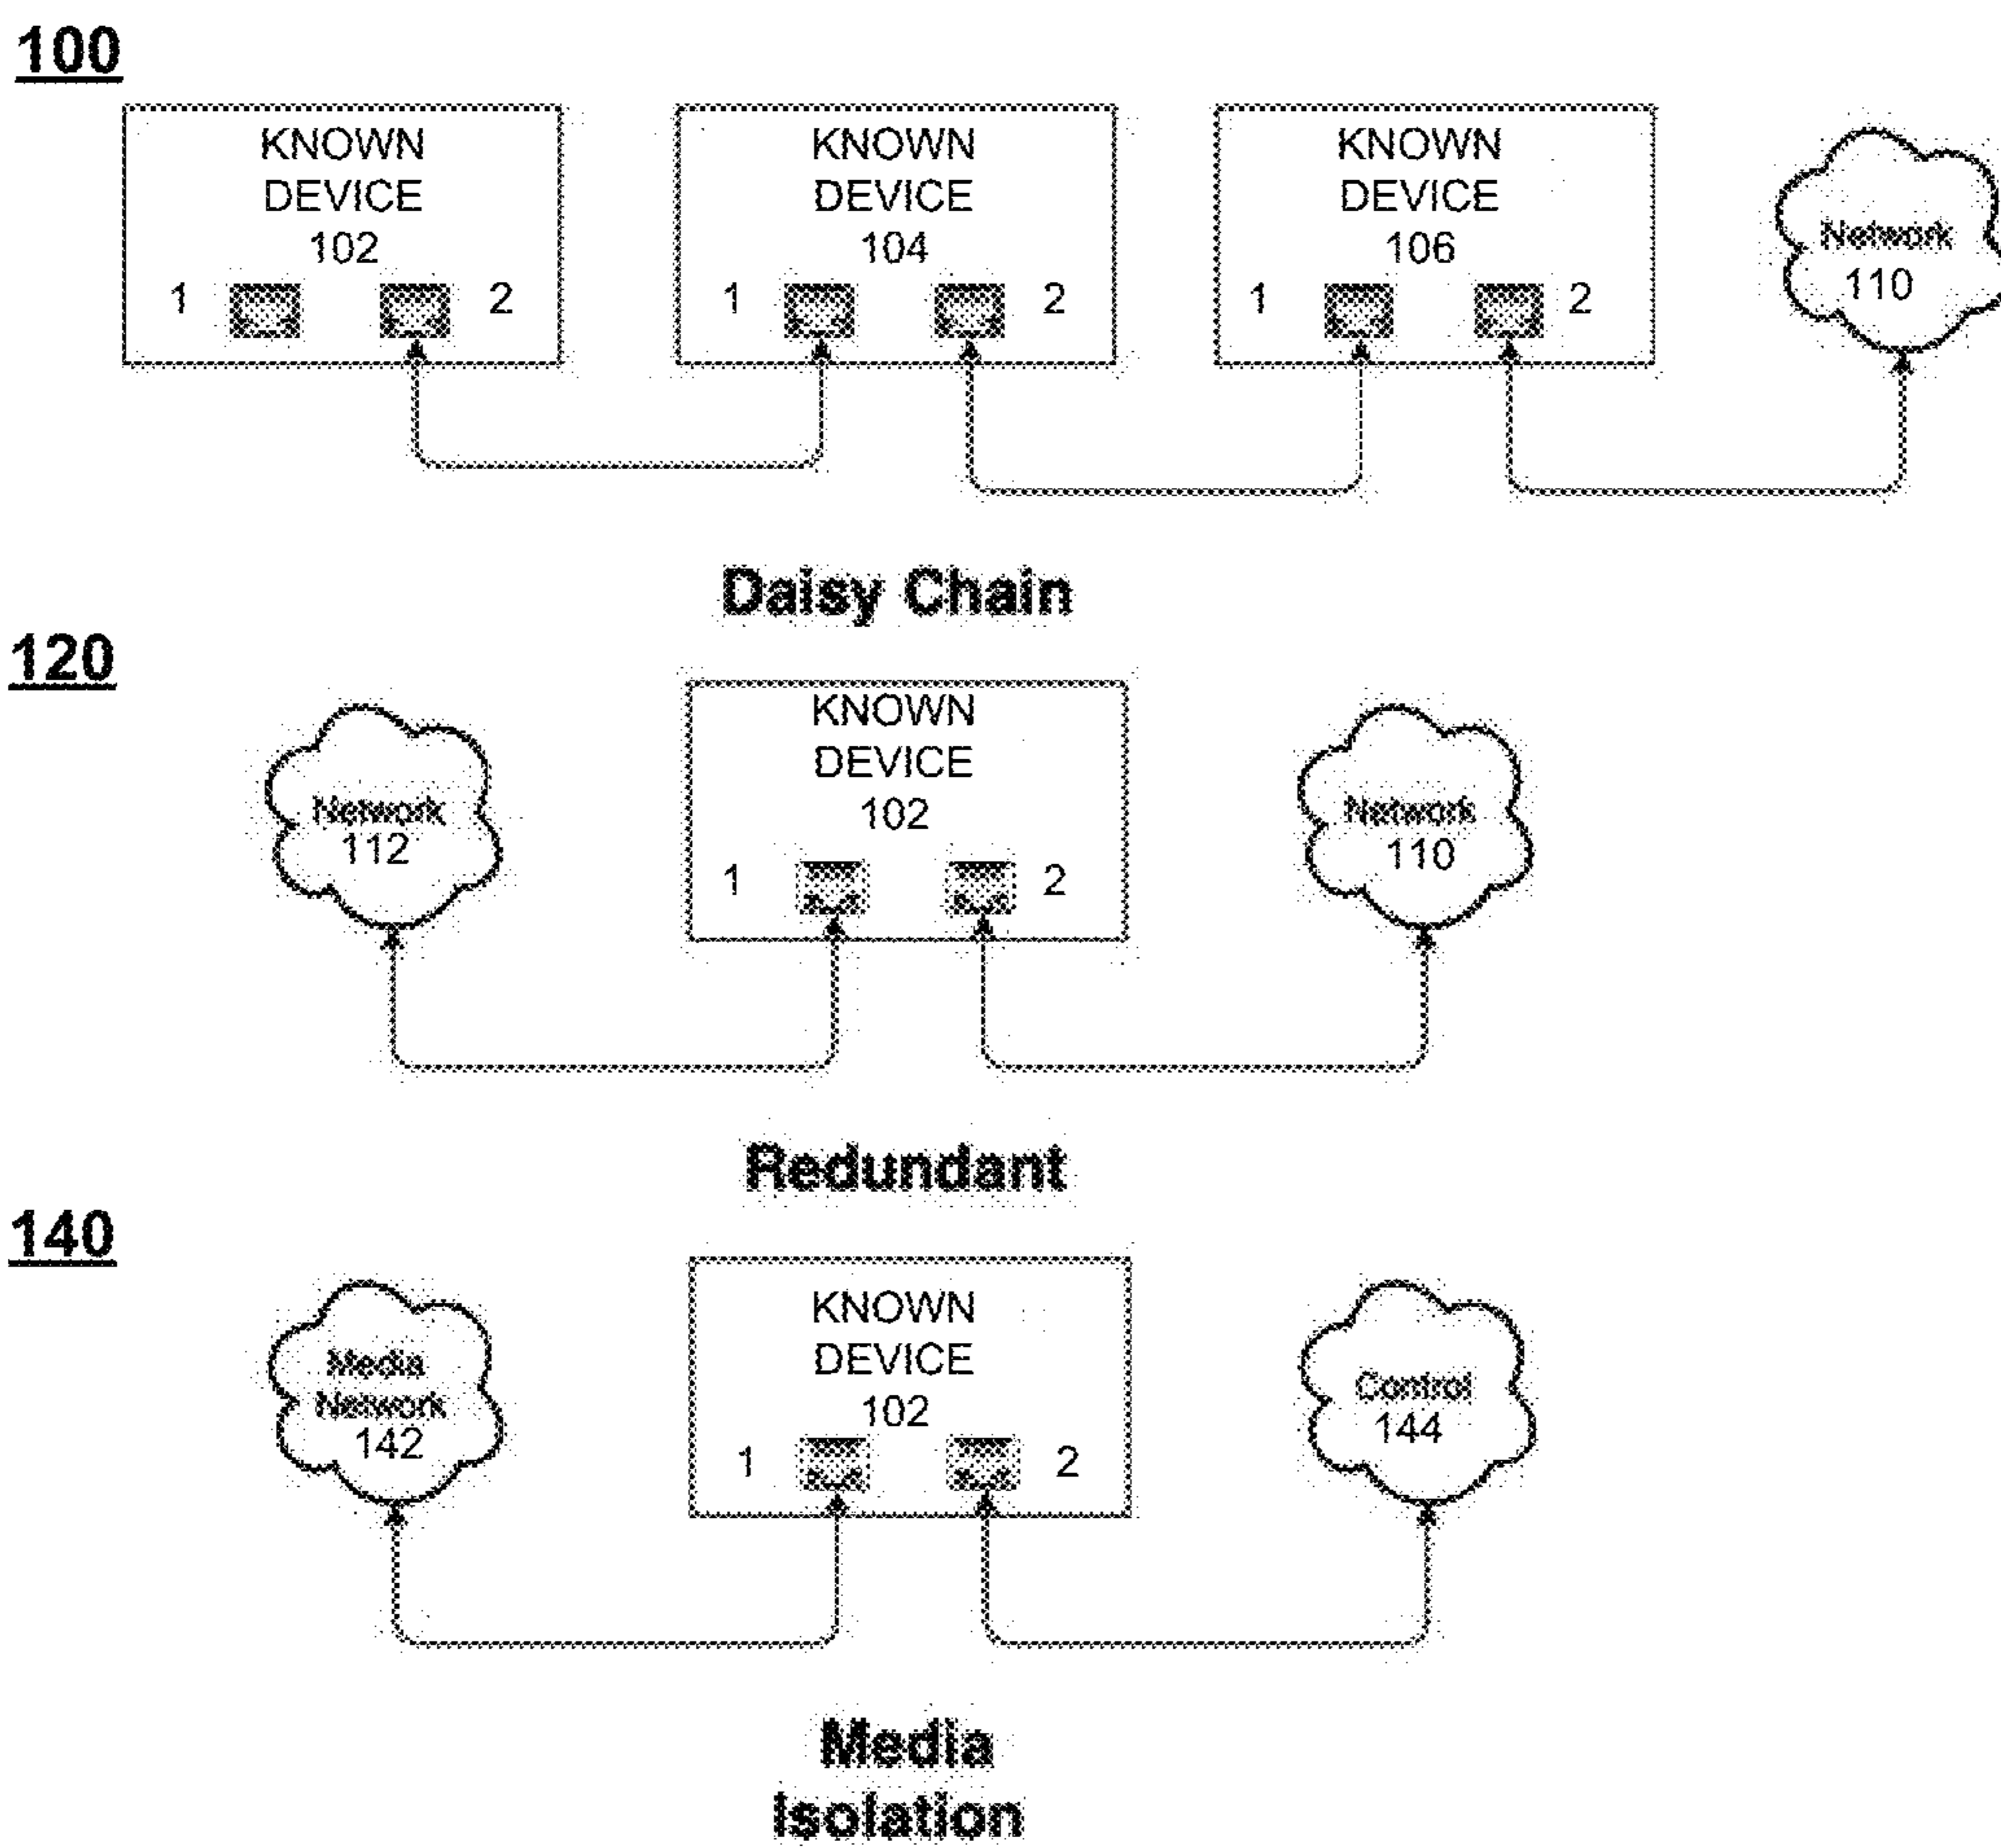 100
KNOWN
DEVICE
102
1
2
KNOWN
DEVICE
104
1
2
KNOWN
DEVICE
106
1
2
Network
110
Daisy Chain
120
Network
112
KNOWN
DEVICE
102
1
2
Network
110
Redundant
140
Media
Network
142
KNOWN
DEVICE
102
1
2
Control
144
Media
Isolation